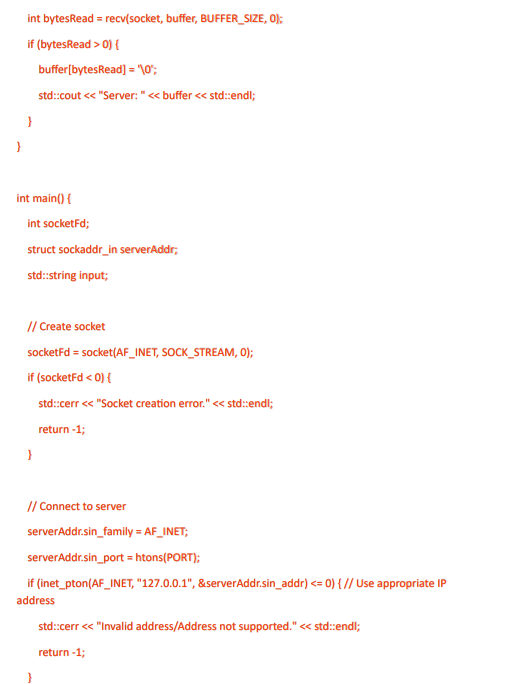 int bytesRead = recv(socket, buffer, BUFFER_SIZE, 0);
if (bytesRead > 0) {
buffer[bytesRead] = '\0';
std::cout << "Server: " << buffer << std::endl;
}
}
int main() {
int socketFd;
struct sockaddr_in serverAddr;
std::string input;
// Create socket
socketFd = socket(AF_INET, SOCK_STREAM, 0);
if (socketFd < 0) {
std::cerr << "Socket creation error." << std::endl;
return -1;
}
// Connect to server
serverAddr.sin_family = AF_INET;
serverAddr.sin_port = htons(PORT);
if (inet_pton(AF_INET, "127.0.0.1", &serverAddr.sin_addr) <= 0) { // Use appropriate IP
address
std::cerr << "Invalid address/Address not supported." << std::endl;
return -1;
}